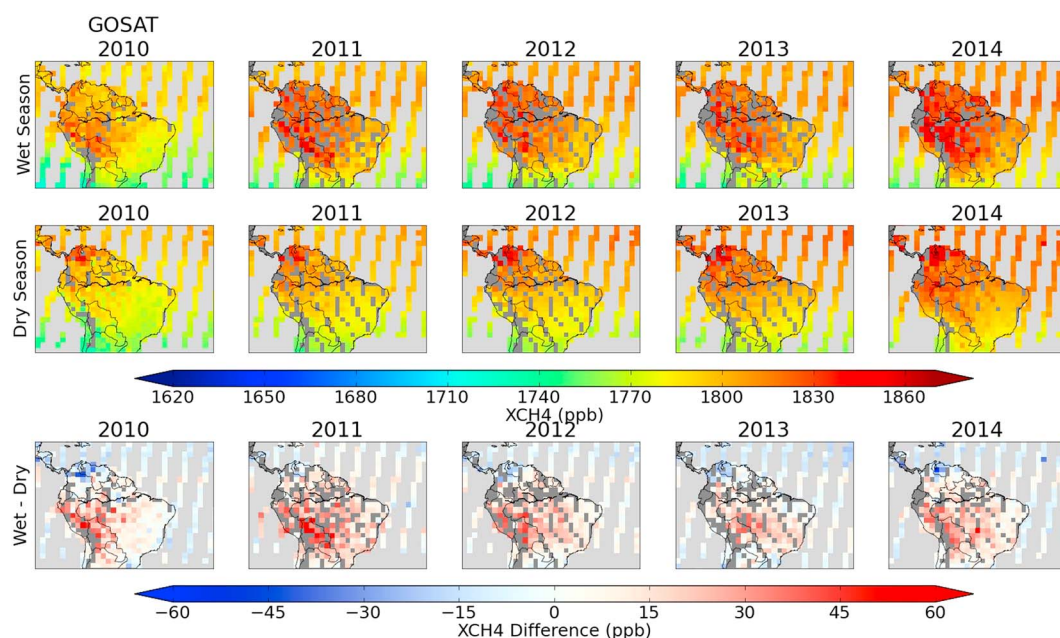 GOSAT
2010 2011 2012 2013 2014
Wet Season
2010 2011 2012 2013 2014
Dry Season
1620 1650 1680 1710 1740 1770 1800 1830 1860
XCH4 (ppb)
2010 2011 2012 2013 2014
Wet - Dry
−60 −45 −30 −15 0 15 30 45 60
XCH4 Difference (ppb)